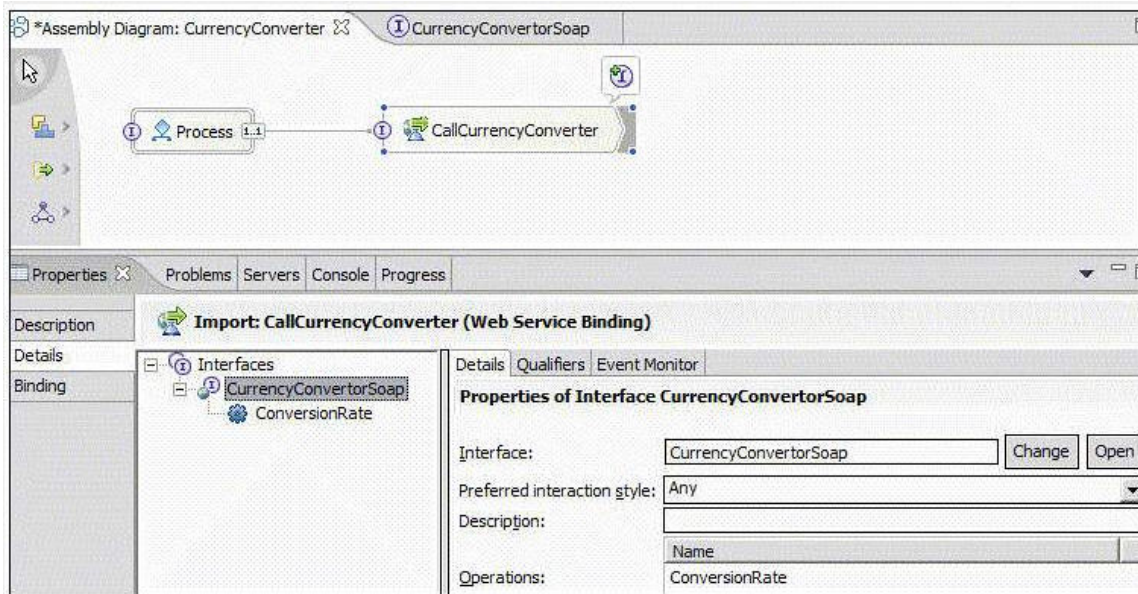 *Assembly Diagram: CurrencyConverter
CurrencyConvertorSoap
Process 1..1
CallCurrencyConverter
Properties Problems Servers Console Progress
Description
Details
Binding
Import: CallCurrencyConverter (Web Service Binding)
Interfaces
CurrencyConvertorSoap
ConversionRate
Details Qualifiers Event Monitor
Properties of Interface CurrencyConvertorSoap
Interface: CurrencyConvertorSoap Change Open
Preferred interaction style: Any
Description:
Name
Operations: ConversionRate